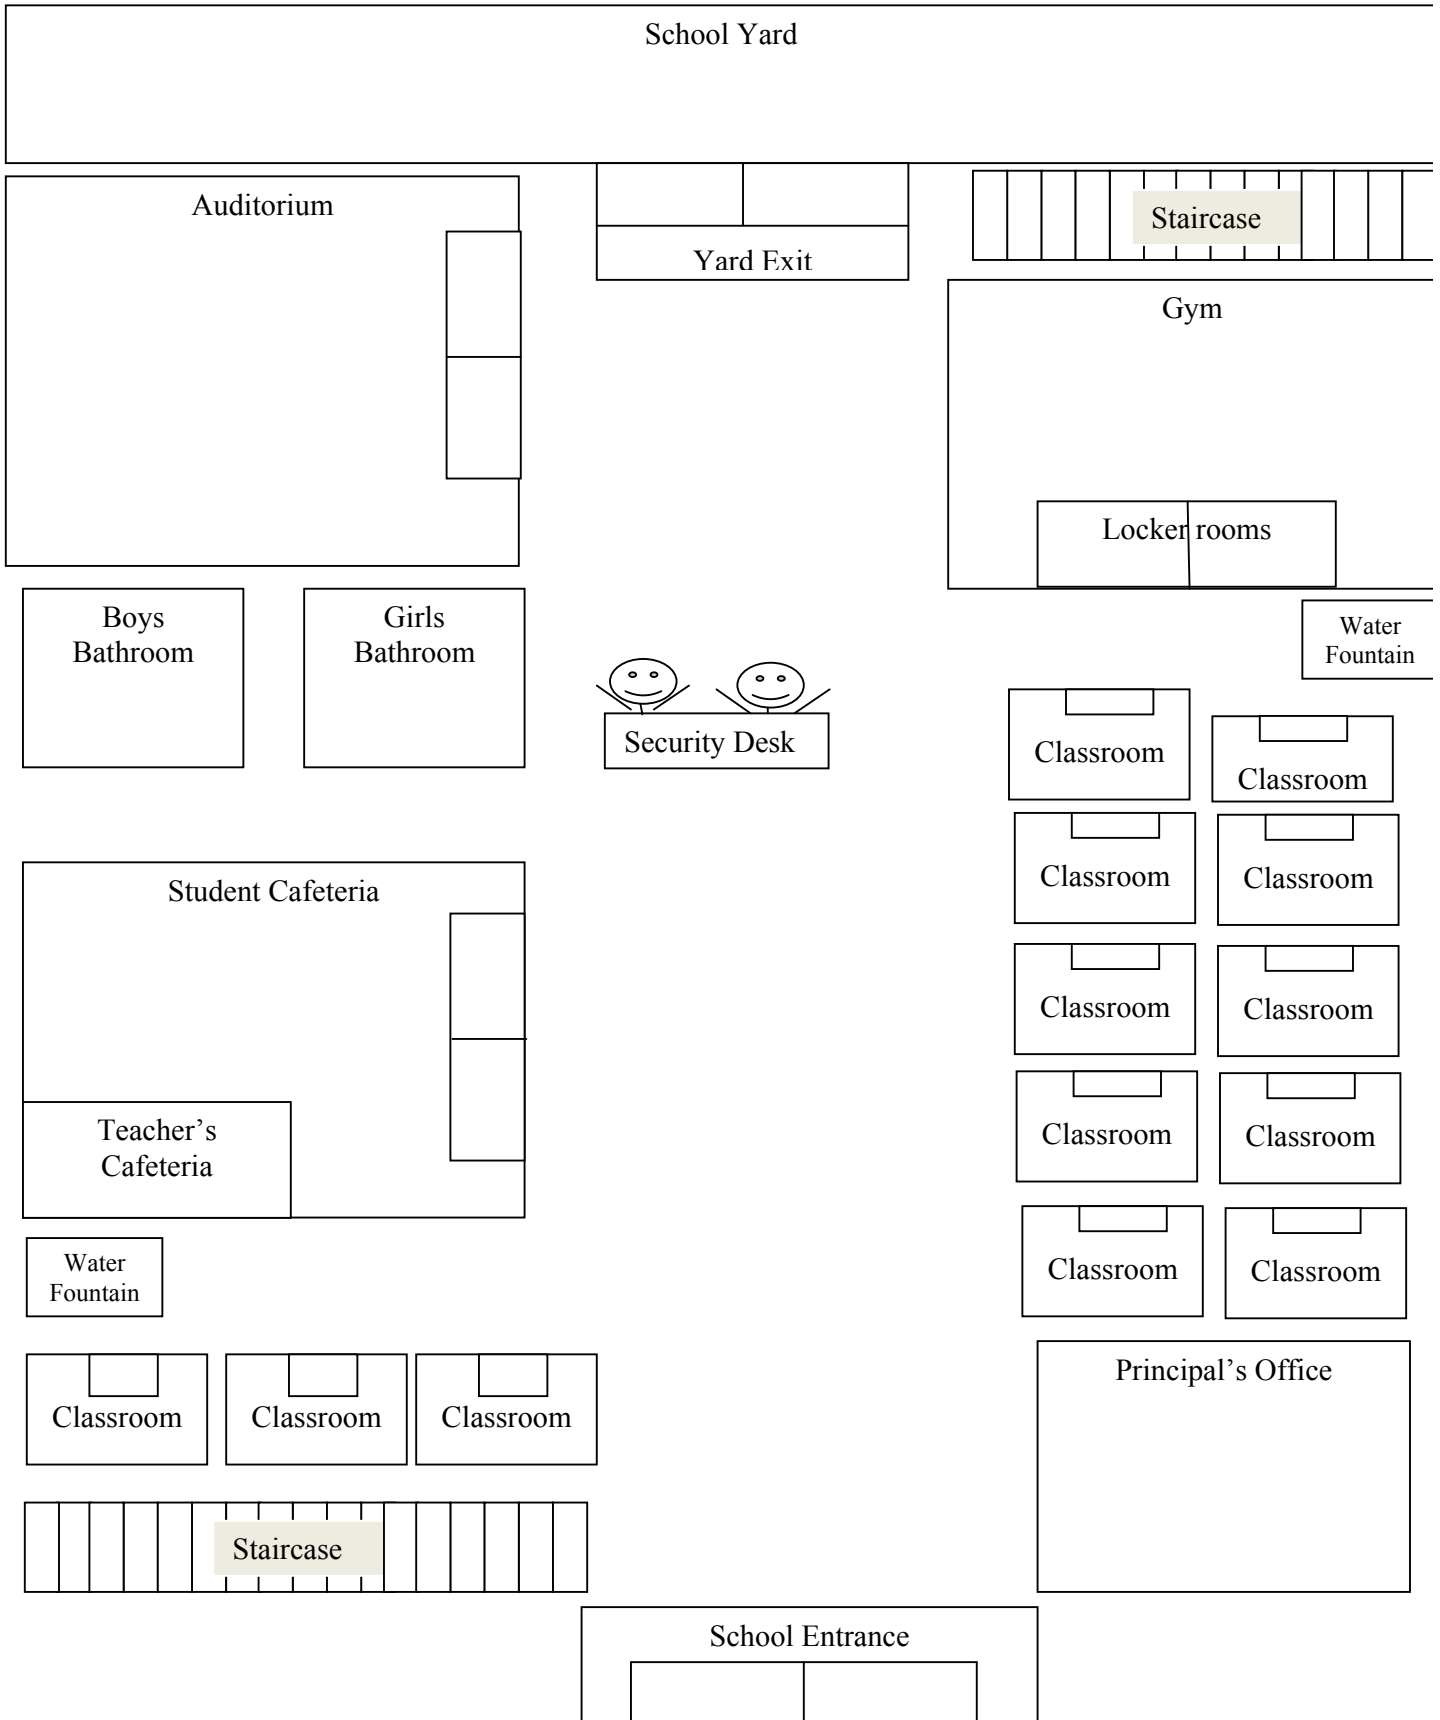 School Yard
Auditorium
Yard Exit
Staircase
Gym
Locker rooms
Boys
Bathroom
Girls
Bathroom
Water
Fountain
Security Desk
Classroom
Classroom
Student Cafeteria
Classroom
Classroom
Classroom
Classroom
Teacher’s
Cafeteria
Classroom
Classroom
Water
Fountain
Classroom
Classroom
Principal’s Office
Classroom
Classroom
Classroom
Staircase
School Entrance